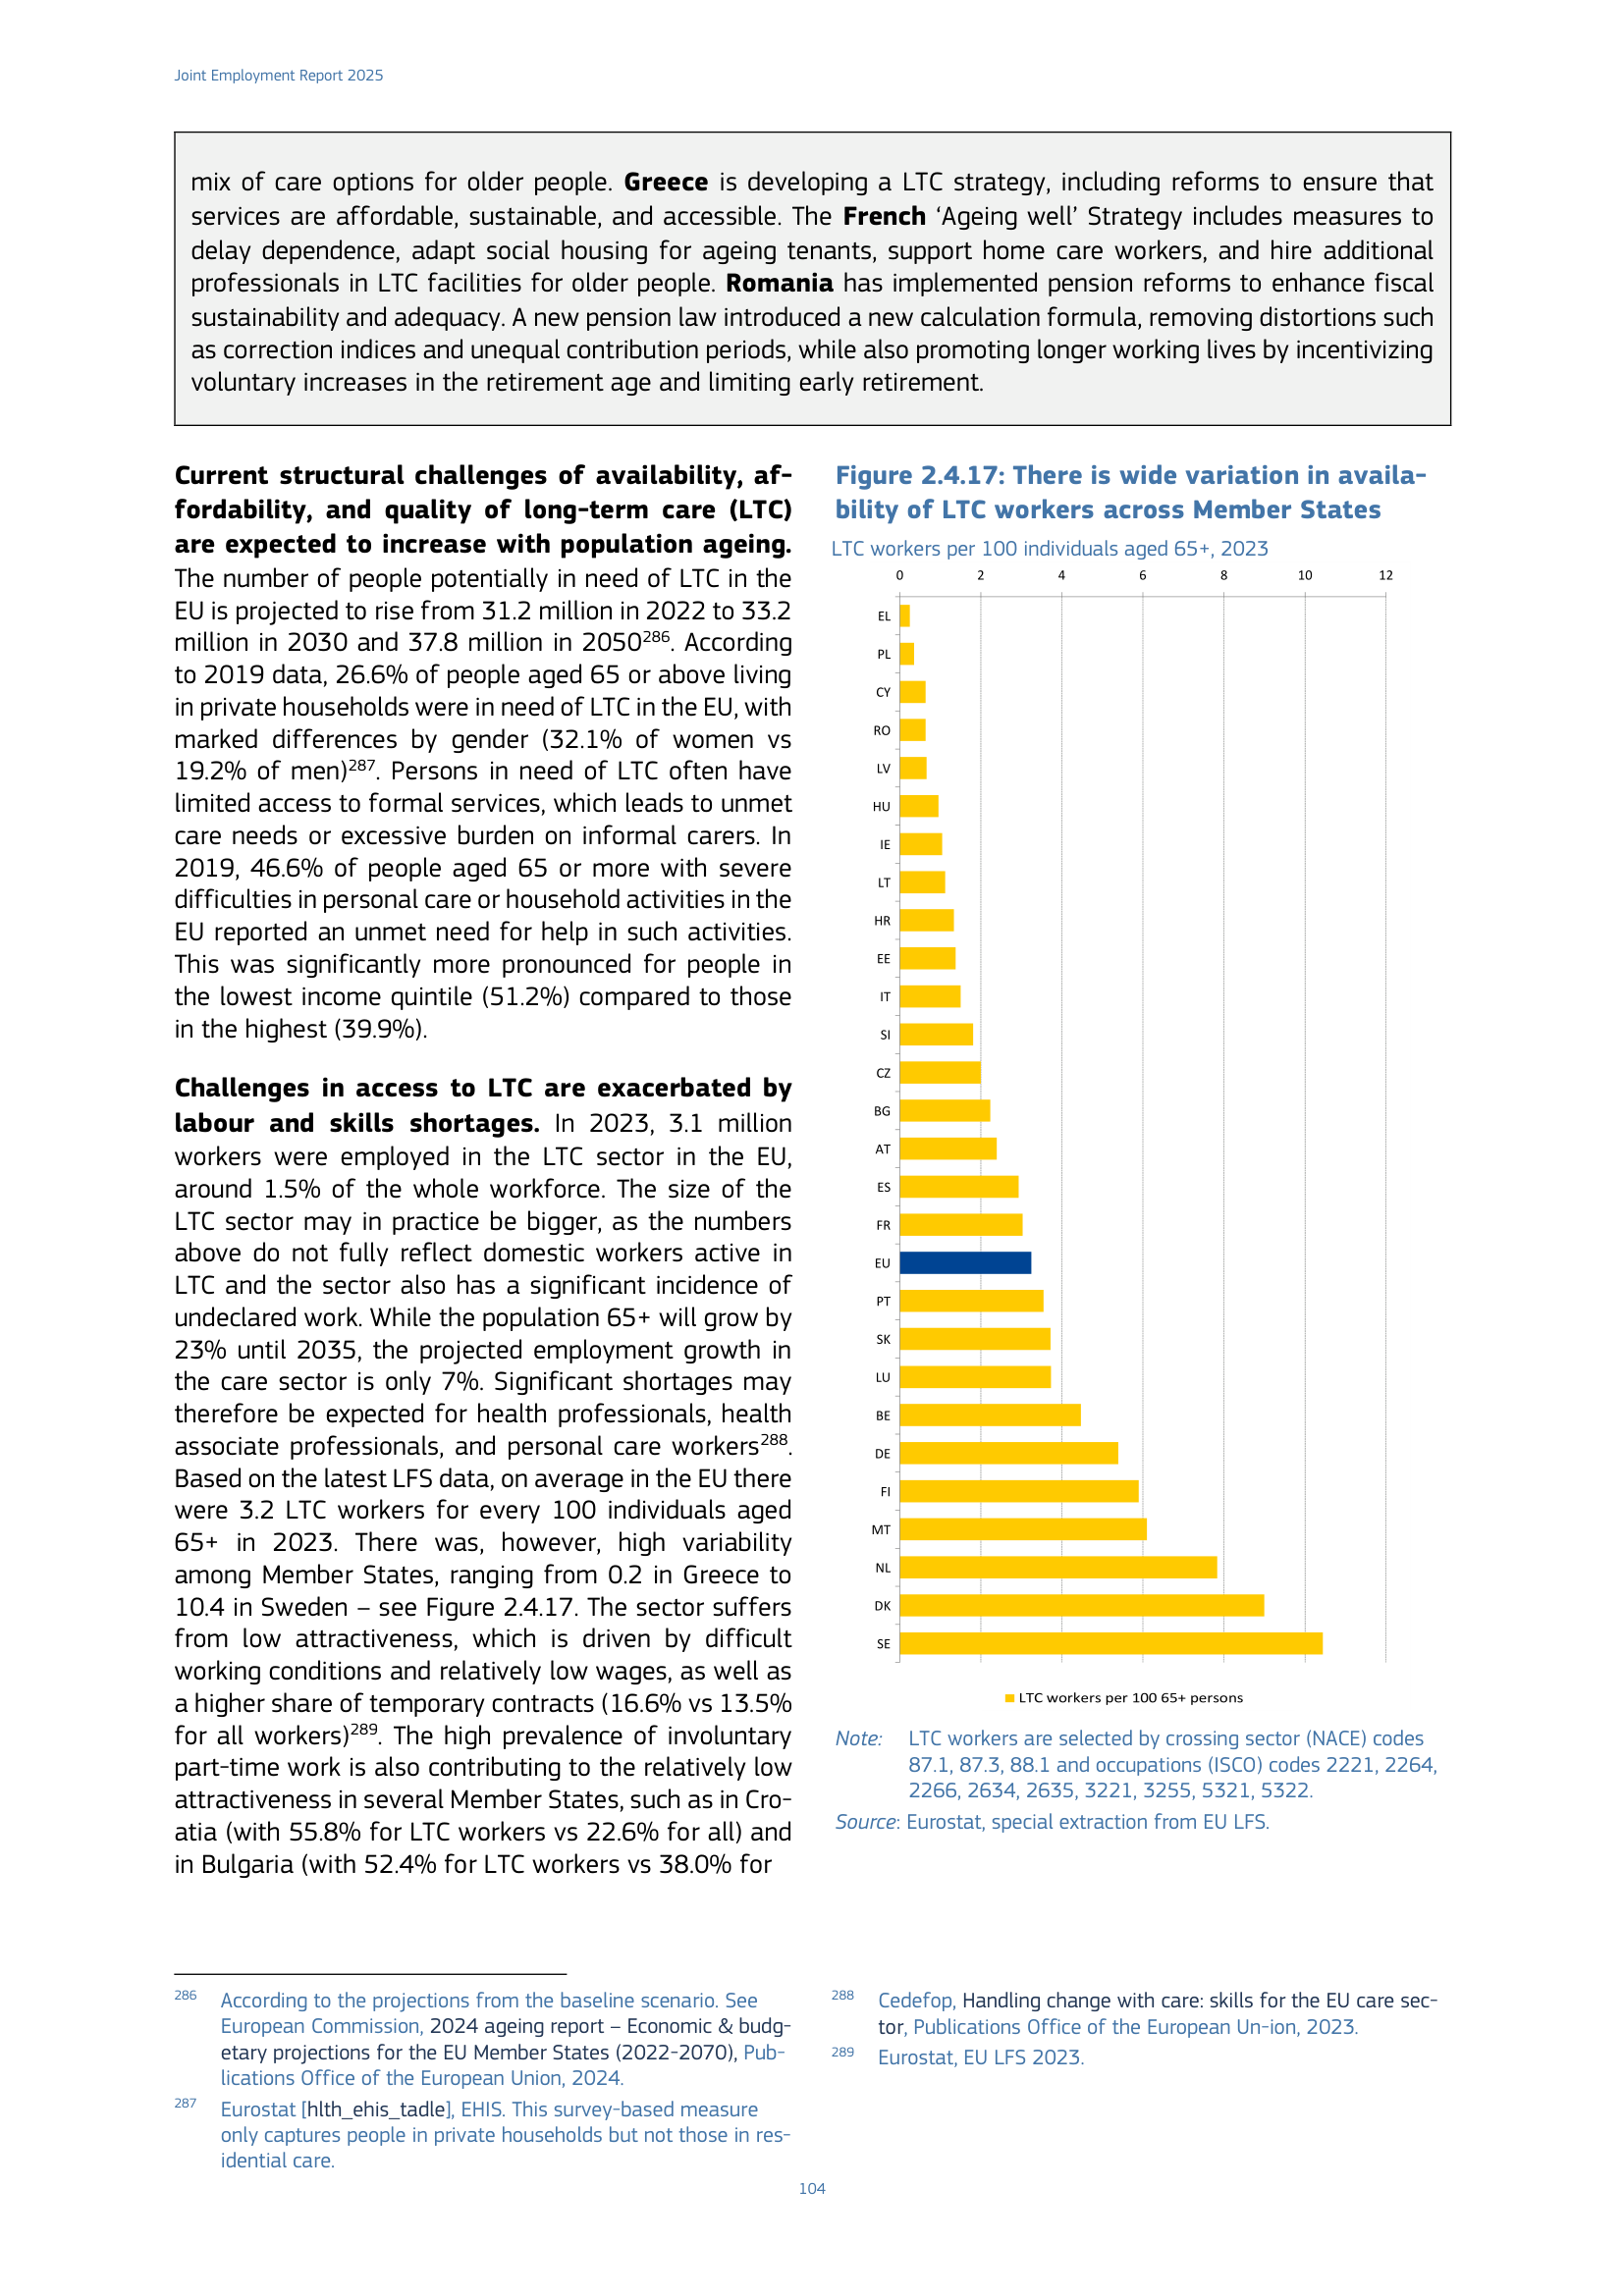 Joint Employment Report 2025
mix of care options for older people. Greece is developing a LTC strategy, including reforms to ensure that
services are affordable, sustainable, and accessible. The French ‘Ageing well’ Strategy includes measures to
delay dependence, adapt social housing for ageing tenants, support home care workers, and hire additional
professionals in LTC facilities for older people. Romania has implemented pension reforms to enhance fiscal
sustainability and adequacy. A new pension law introduced a new calculation formula, removing distortions such
as correction indices and unequal contribution periods, while also promoting longer working lives by incentivizing
voluntary increases in the retirement age and limiting early retirement.
Current structural challenges of availability, af-
fordability, and quality of long-term care (LTC)
are expected to increase with population ageing.
The number of people potentially in need of LTC in the
EU is projected to rise from 31.2 million in 2022 to 33.2
million in 2030 and 37.8 million in 2050286. According
to 2019 data, 26.6% of people aged 65 or above living
in private households were in need of LTC in the EU, with
marked differences by gender (32.1% of women vs
19.2% of men)287. Persons in need of LTC often have
limited access to formal services, which leads to unmet
care needs or excessive burden on informal carers. In
2019, 46.6% of people aged 65 or more with severe
difficulties in personal care or household activities in the
EU reported an unmet need for help in such activities.
This was significantly more pronounced for people in
the lowest income quintile (51.2%) compared to those
in the highest (39.9%).
Challenges in access to LTC are exacerbated by
labour and skills shortages. In 2023, 3.1 million
workers were employed in the LTC sector in the EU,
around 1.5% of the whole workforce. The size of the
LTC sector may in practice be bigger, as the numbers
above do not fully reflect domestic workers active in
LTC and the sector also has a significant incidence of
undeclared work. While the population 65+ will grow by
23% until 2035, the projected employment growth in
the care sector is only 7%. Significant shortages may
therefore be expected for health professionals, health
associate professionals, and personal care workers288.
Based on the latest LFS data, on average in the EU there
were 3.2 LTC workers for every 100 individuals aged
65+ in 2023. There was, however, high variability
among Member States, ranging from 0.2 in Greece to
10.4 in Sweden – see Figure 2.4.17. The sector suffers
from low attractiveness, which is driven by difficult
working conditions and relatively low wages, as well as
a higher share of temporary contracts (16.6% vs 13.5%
for all workers)289. The high prevalence of involuntary
part-time work is also contributing to the relatively low
attractiveness in several Member States, such as in Cro-
atia (with 55.8% for LTC workers vs 22.6% for all) and
in Bulgaria (with 52.4% for LTC workers vs 38.0% for
Figure 2.4.17: There is wide variation in availa-
bility of LTC workers across Member States
LTC workers per 100 individuals aged 65+, 2023
0 2 4 6 8 10 12
EL
PL
CY
RO
LV
HU
IE
LT
HR
EE
IT
SI
CZ
BG
AT
ES
FR
EU
PT
SK
LU
BE
DE
FI
MT
NL
DK
SE
LTC workers per 100 65+ persons
Note: LTC workers are selected by crossing sector (NACE) codes
87.1, 87.3, 88.1 and occupations (ISCO) codes 2221, 2264,
2266, 2634, 2635, 3221, 3255, 5321, 5322.
Source: Eurostat, special extraction from EU LFS.
286 According to the projections from the baseline scenario. See
European Commission, 2024 ageing report – Economic & budg-
etary projections for the EU Member States (2022-2070), Pub-
lications Office of the European Union, 2024.
287 Eurostat [hlth_ehis_tadle], EHIS. This survey-based measure
only captures people in private households but not those in res-
idential care.
288 Cedefop, Handling change with care: skills for the EU care sec-
tor, Publications Office of the European Un-ion, 2023.
289 Eurostat, EU LFS 2023.
104